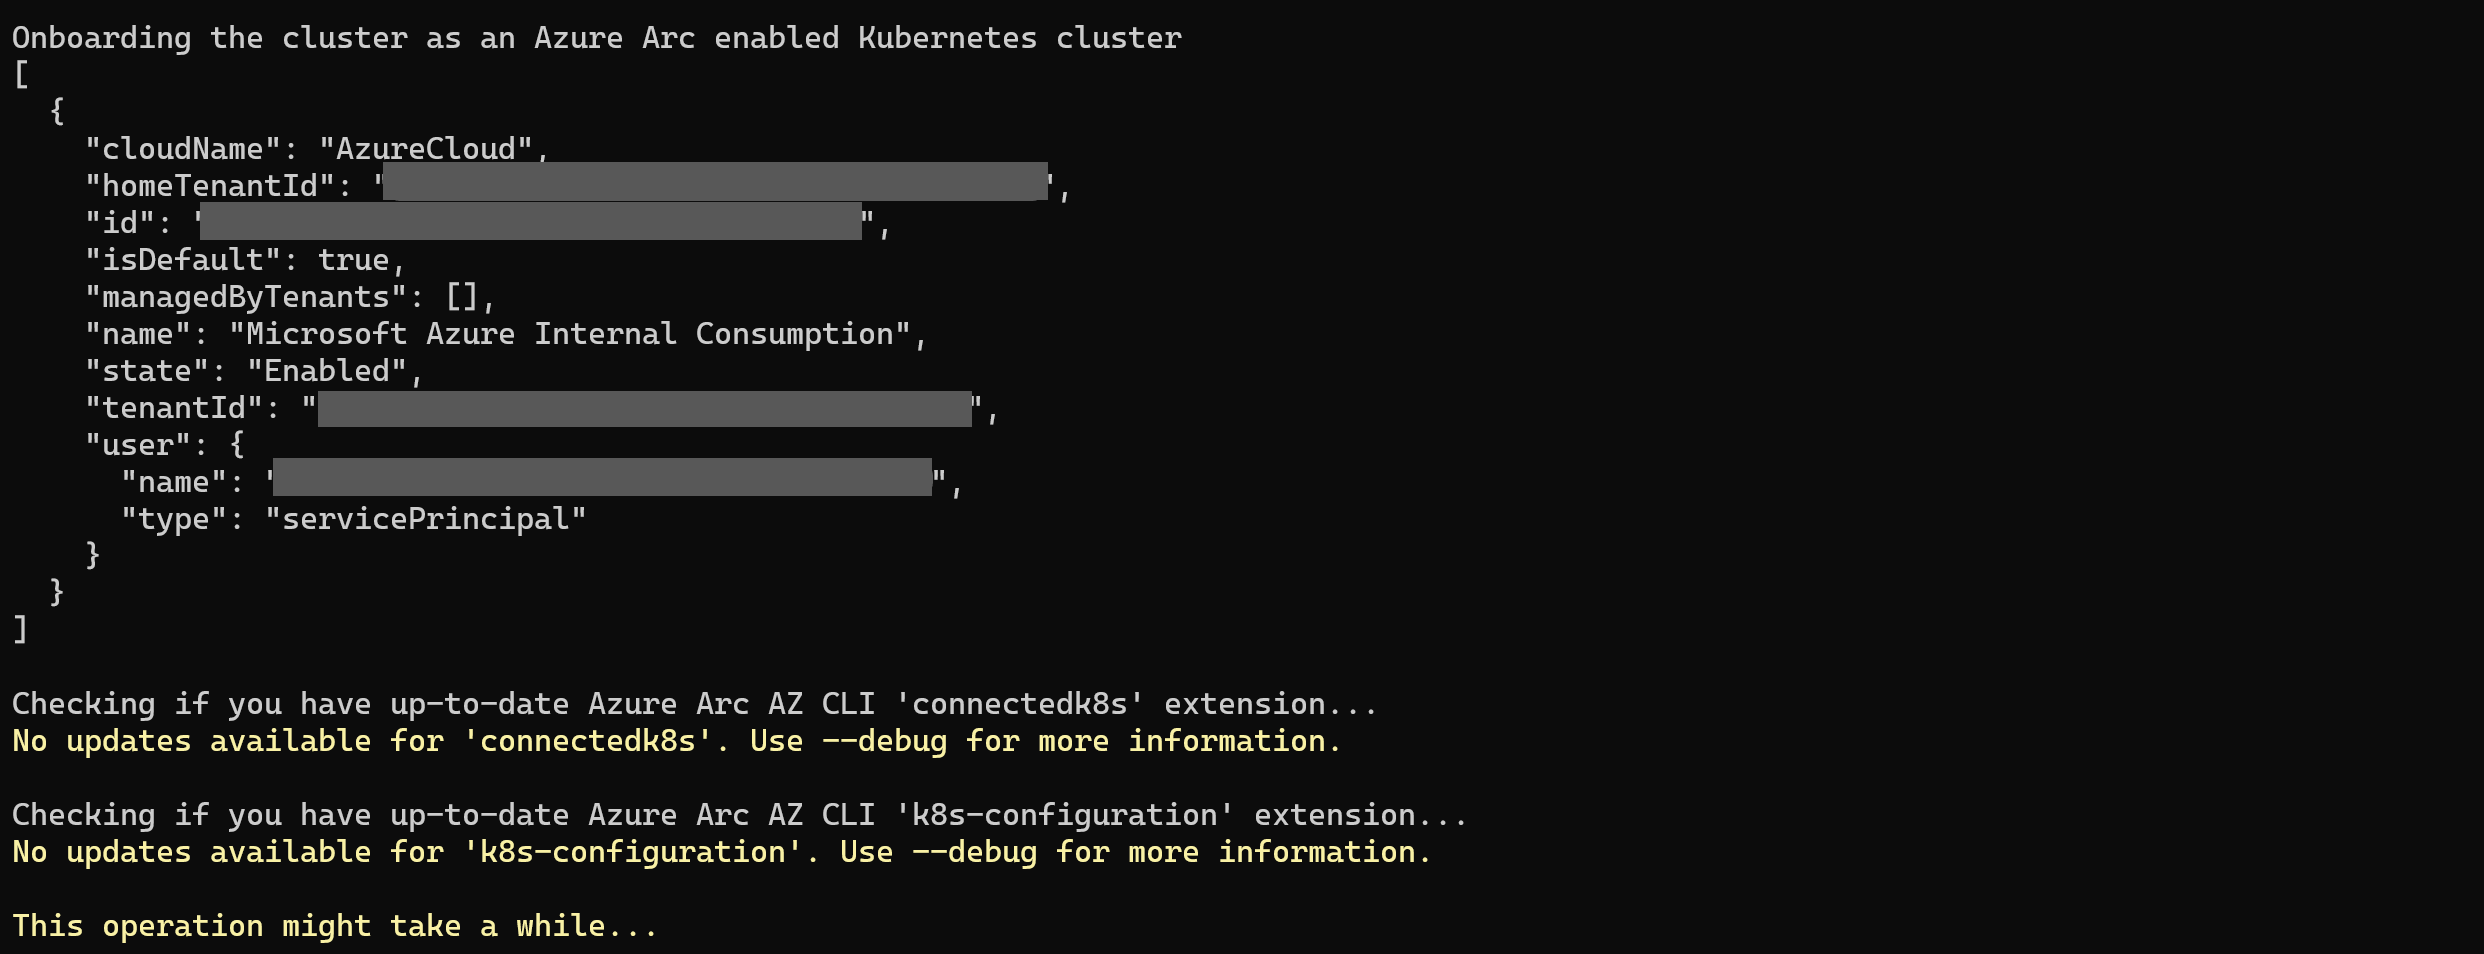 Onboarding the cluster as an Azure Arc enabled Kubernetes cluster
[
  {
    "cloudName": "AzureCloud",
    "homeTenantId": "",
    "id": "",
    "isDefault": true,
    "managedByTenants": [],
    "name": "Microsoft Azure Internal Consumption",
    "state": "Enabled",
    "tenantId": "",
    "user": {
      "name": "",
      "type": "servicePrincipal"
    }
  }
]

Checking if you have up-to-date Azure Arc AZ CLI 'connectedk8s' extension...
No updates available for 'connectedk8s'. Use --debug for more information.

Checking if you have up-to-date Azure Arc AZ CLI 'k8s-configuration' extension...
No updates available for 'k8s-configuration'. Use --debug for more information.

This operation might take a while...